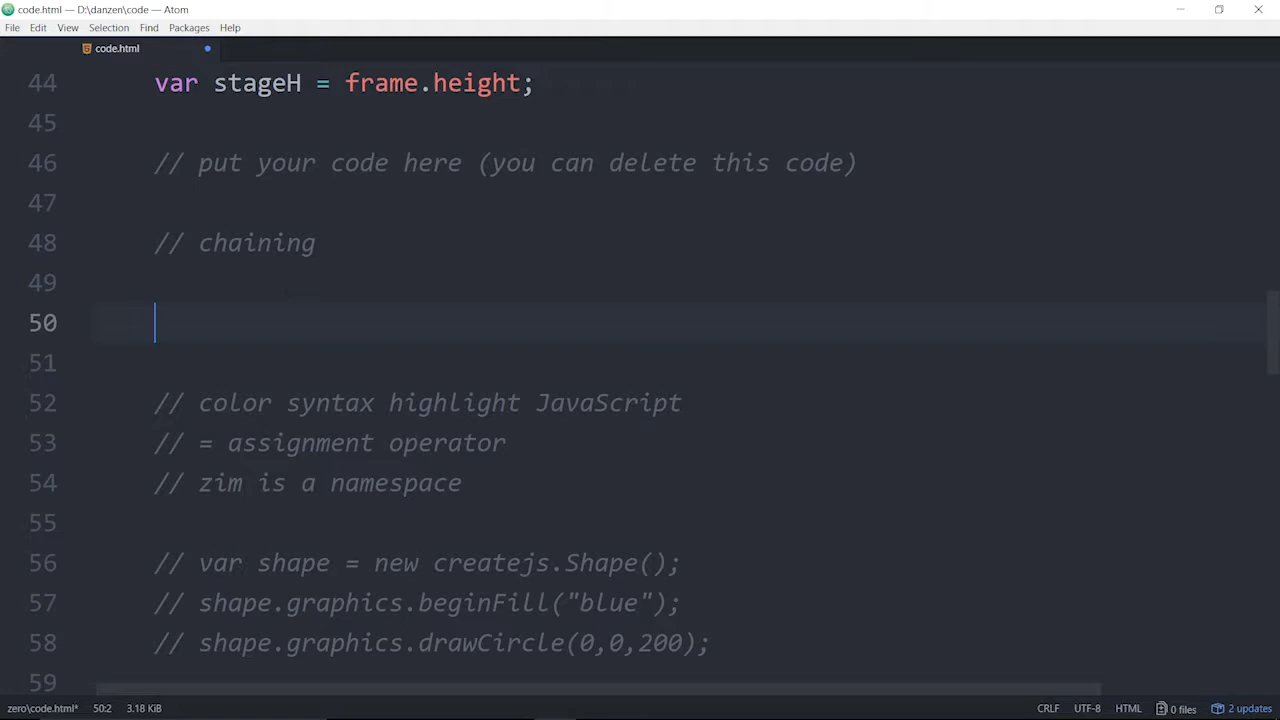 code.html — D:\danzen\code — Atom
File Edit View Selection Find Packages Help
code.html
44 var stageH = frame.height;
45
46 // put your code here (you can delete this code)
47
48 // chaining
49
50
51
52 // color syntax highlight JavaScript
53 // = assignment operator
54 // zim is a namespace
55
56 // var shape = new createjs.Shape();
57 // shape.graphics.beginFill("blue");
58 // shape.graphics.drawCircle(0,0,200);
59
zero\code.html* 50:2 3.18 KiB CRLF UTF-8 HTML 0 files 2 updates